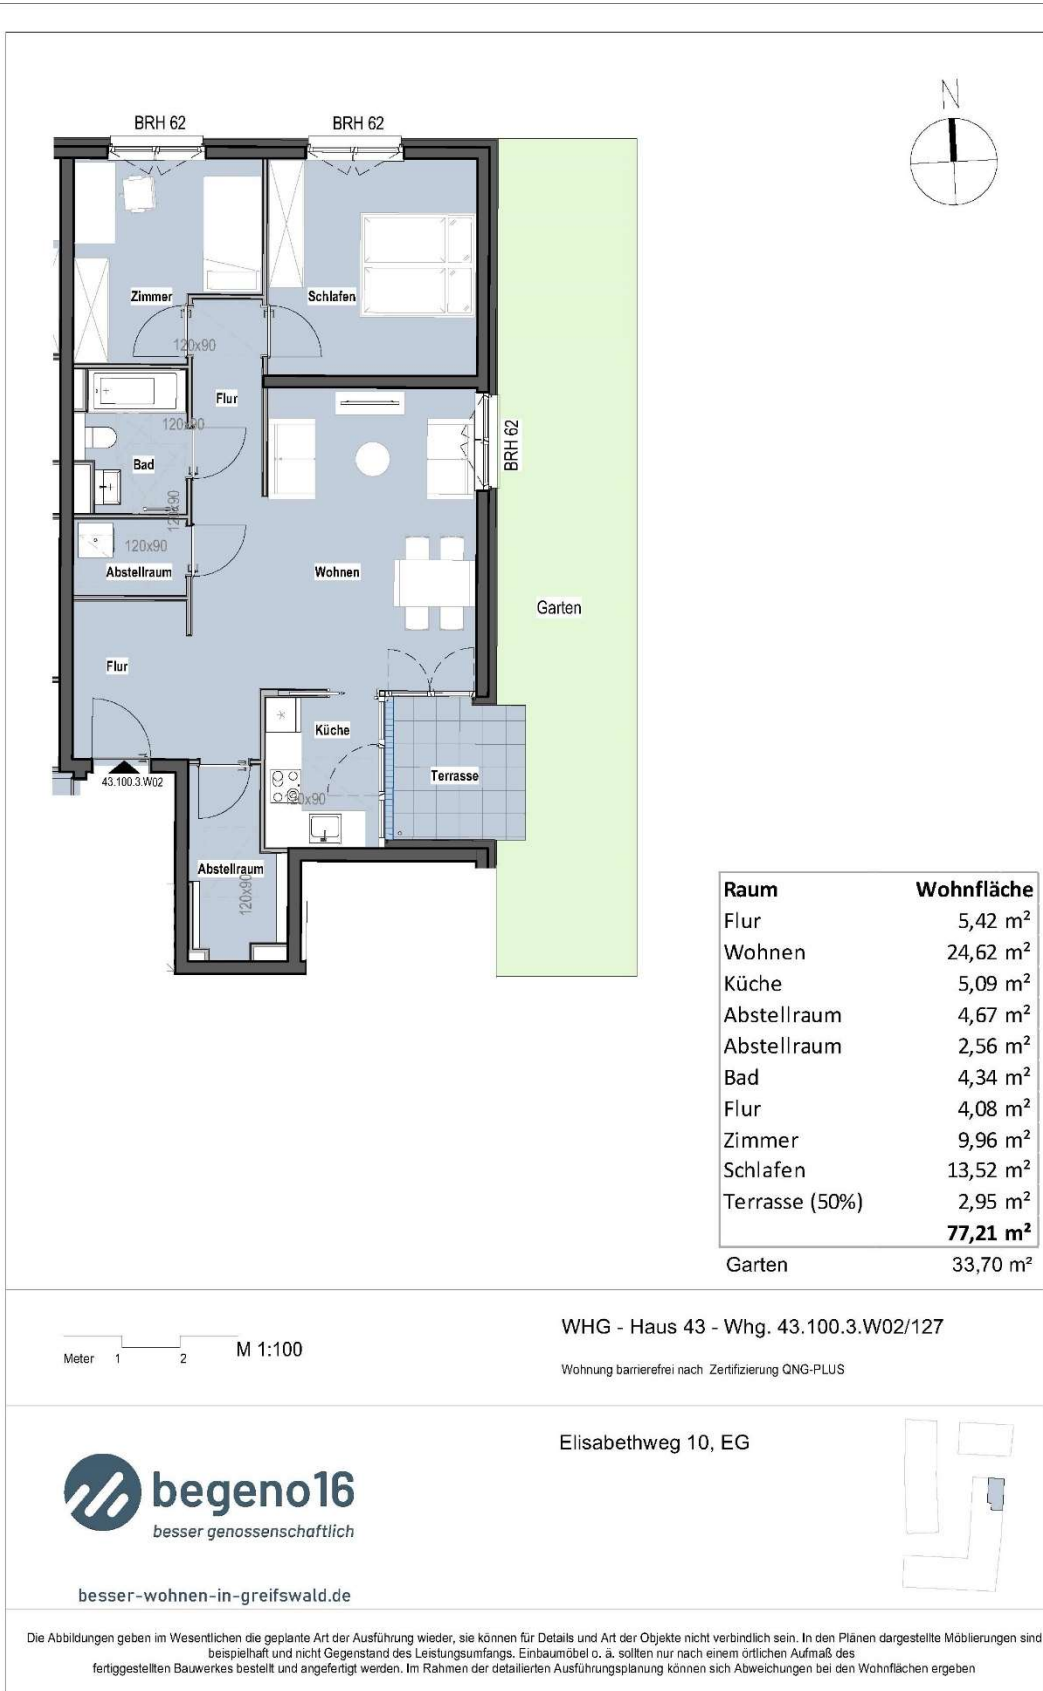 N
BRH 62
BRH 62
Zimmer
Schlafen
120x90
Flur
120x90
BRH 62
Bad
120x90
120x90
Abstellraum
Wohnen
Garten
Flur
Küche
Terrasse
43.100.3.W02
120x90
Abstellraum
120x90
Raum Wohnfläche
Flur 5,42 m²
Wohnen 24,62 m²
Küche 5,09 m²
Abstellraum 4,67 m²
Abstellraum 2,56 m²
Bad 4,34 m²
Flur 4,08 m²
Zimmer 9,96 m²
Schlafen 13,52 m²
Terrasse (50%) 2,95 m²
77,21 m²
Garten 33,70 m²
Meter 1 2 M 1:100
WHG - Haus 43 - Whg. 43.100.3.W02/127
Wohnung barrierefrei nach Zertifizierung QNG-PLUS
Elisabethweg 10, EG
begeno16
besser genossenschaftlich
besser-wohnen-in-greifswald.de
Die Abbildungen geben im Wesentlichen die geplante Art der Ausführung wieder, sie können für Details und Art der Objekte nicht verbindlich sein. In den Plänen dargestellte Möblierungen sind
beispielhaft und nicht Gegenstand des Leistungsumfangs. Einbaumöbel o. ä. sollten nur nach einem örtlichen Aufmaß des
fertiggestellten Bauwerkes bestellt und angefertigt werden. Im Rahmen der detailierten Ausführungsplanung können sich Abweichungen bei den Wohnflächen ergeben